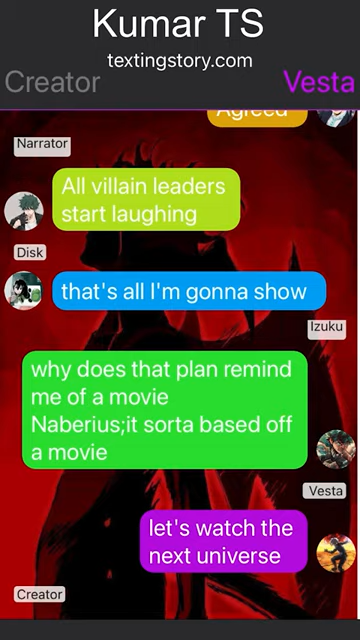 Kumar TS
textingstory.com
Creator
Vesta
Agreed
Narrator
All villain leaders
start laughing
Disk
that's all I'm gonna show
Izuku
why does that plan remind
me of a movie
Naberius;it sorta based off
a movie
Vesta
let's watch the
next universe
Creator